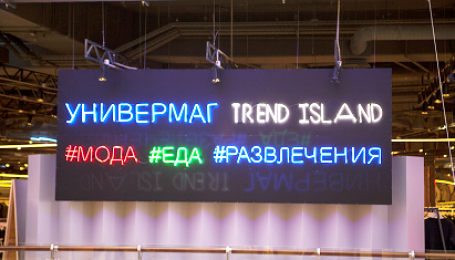 УНИВЕРМАГ TREND ISLAND
#МОДА #ЕДА #РАЗВЛЕЧЕНИЯ